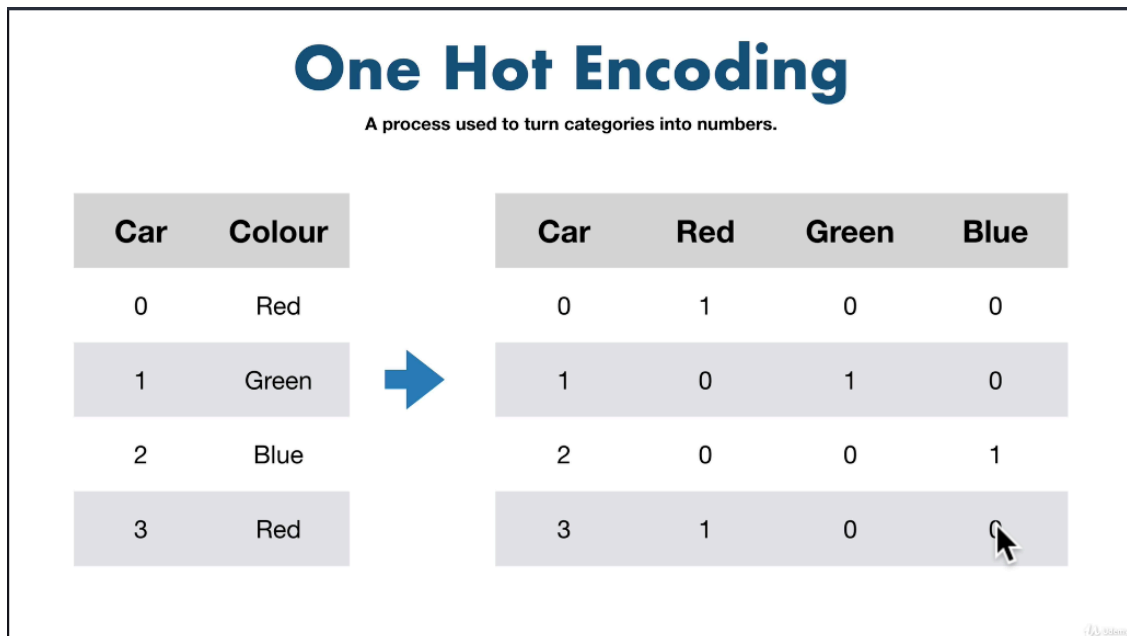 One Hot Encoding
A process used to turn categories into numbers.
Car Colour
0 Red
1 Green
2 Blue
3 Red
Car Red Green Blue
0 1 0 0
1 0 1 0
2 0 0 1
3 1 0 0